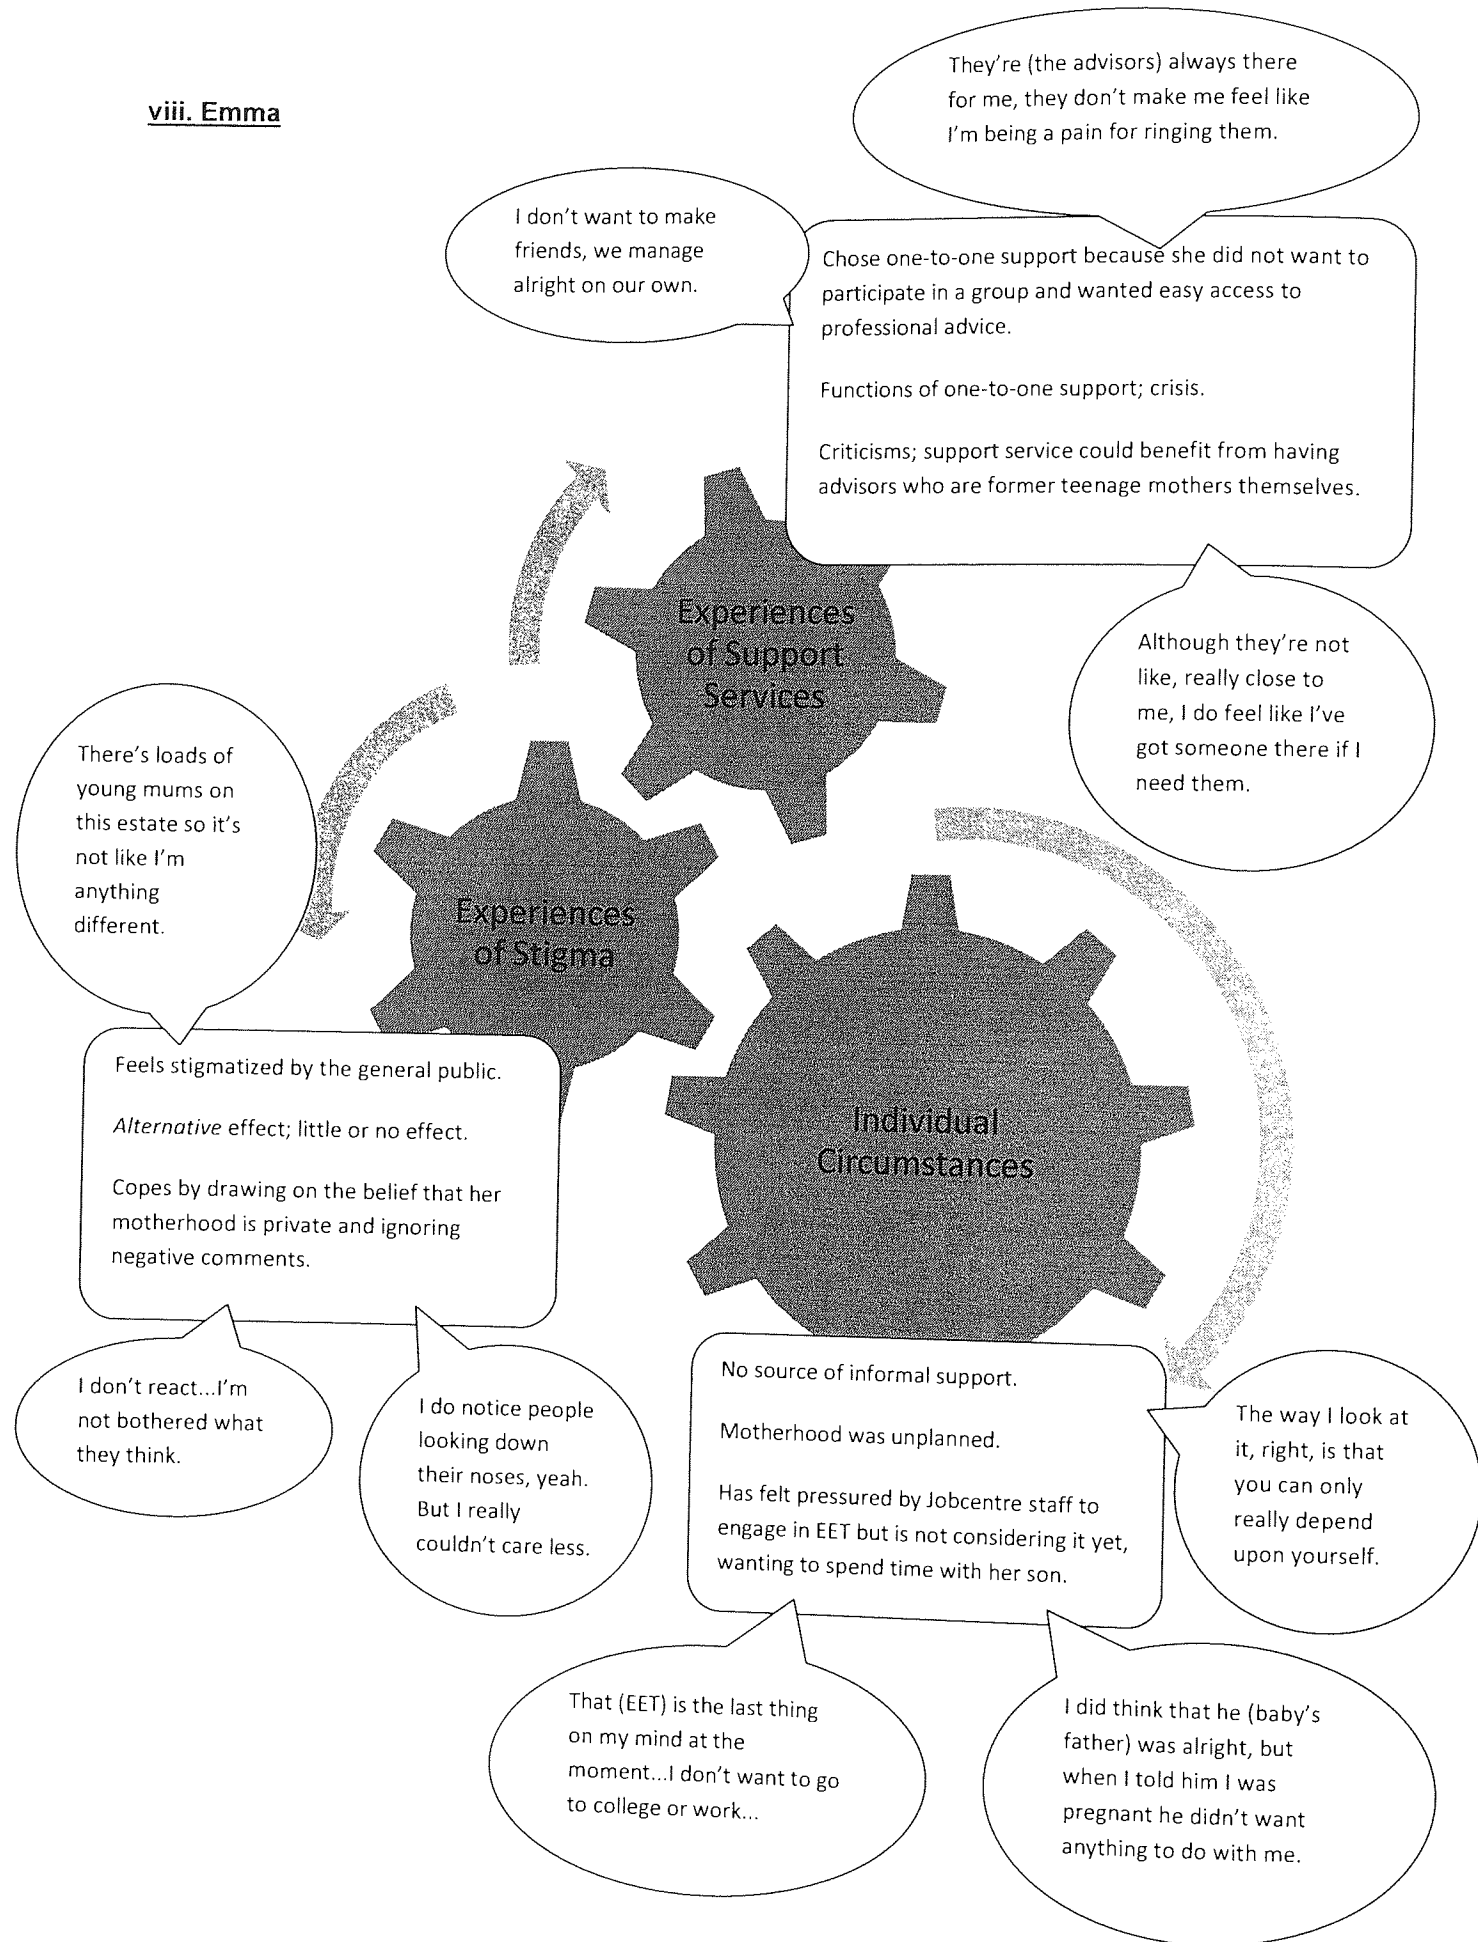 viii. Emma
They're (the advisors) always there
for me, they don't make me feel like
I'm being a pain for ringing them.
I don't want to make
friends, we manage
alright on our own.
Chose one-to-one support because she did not want to
participate in a group and wanted easy access to
professional advice.
Functions of one-to-one support; crisis.
Criticisms; support service could benefit from having
advisors who are former teenage mothers themselves.
Experiences
of Support
Services
Although they're not
like, really close to
me, I do feel like I've
got someone there if I
need them.
There's loads of
young mums on
this estate so it's
not like I'm
anything
different.
Experiences
of Stigma
Feels stigmatized by the general public.
Alternative effect; little or no effect.
Copes by drawing on the belief that her
motherhood is private and ignoring
negative comments.
I don't react...I'm
not bothered what
they think.
I do notice people
looking down
their noses, yeah.
But I really
couldn't care less.
Individual
Circumstances
No source of informal support.
Motherhood was unplanned.
Has felt pressured by Jobcentre staff to
engage in EET but is not considering it yet,
wanting to spend time with her son.
The way I look at
it, right, is that
you can only
really depend
upon yourself.
That (EET) is the last thing
on my mind at the
moment...I don't want to go
to college or work...
I did think that he (baby's
father) was alright, but
when I told him I was
pregnant he didn't want
anything to do with me.